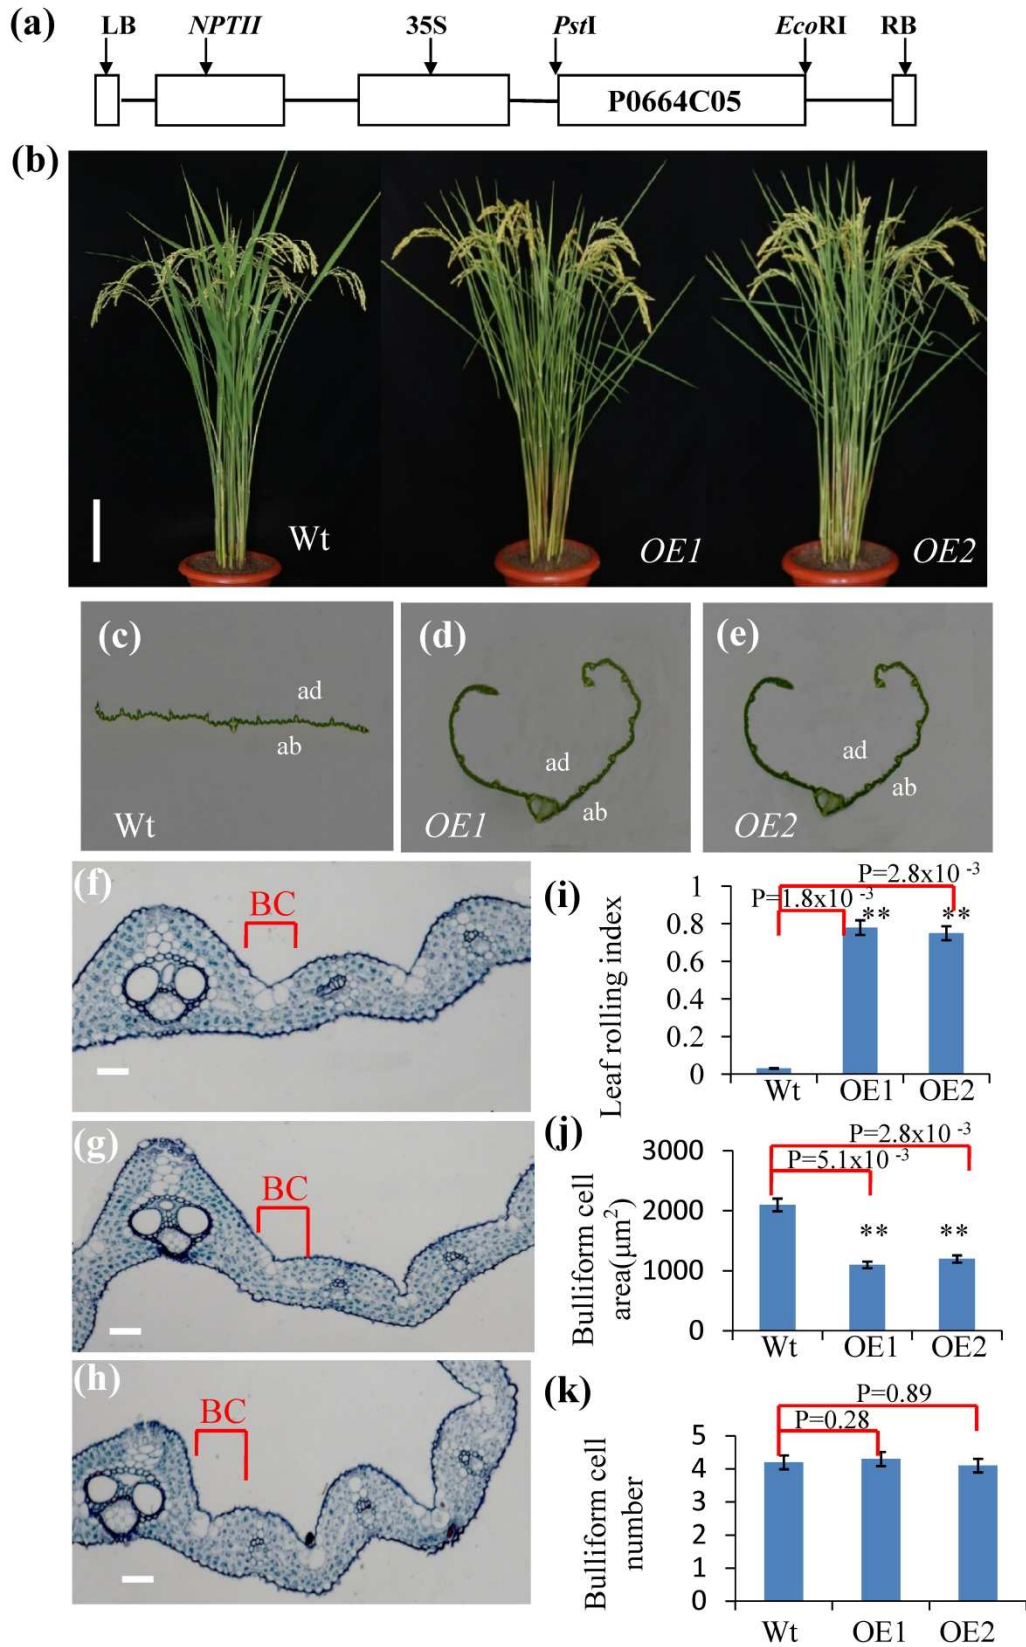 (a)
LB NPTII 35S PstI EcoRI RB
P0664C05
(b)
Wt OE1 OE2
(c)
ad
ab
Wt
(d)
ad
ab
OE1
(e)
ad
ab
OE2
(f)
BC
(g)
BC
(h)
BC
(i)
P=2.8x10 -3
P=1.8x10 -3
** **
Leaf rolling index
1
0.8
0.6
0.4
0.2
0
Wt OE1 OE2
(j)
P=2.8x10 -3
P=5.1x10 -3
** **
Bulliform cell
area(μm2)
3000
2000
1000
0
Wt OE1 OE2
(k)
P=0.89
P=0.28
Bulliform cell
number
5
4
3
2
1
0
Wt OE1 OE2